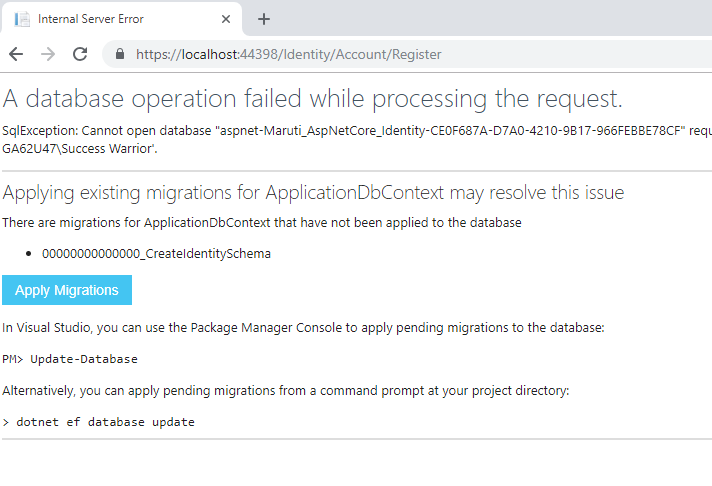 Internal Server Error
https://localhost:44398/Identity/Account/Register
A database operation failed while processing the request.
SqlException: Cannot open database "aspnet-Maruti_AspNetCore_Identity-CE0F687A-D7A0-4210-9B17-966FEBBE78CF" requ
GA62U47\Success Warrior'.
Applying existing migrations for ApplicationDbContext may resolve this issue
There are migrations for ApplicationDbContext that have not been applied to the database
• 00000000000000_CreateIdentitySchema
Apply Migrations
In Visual Studio, you can use the Package Manager Console to apply pending migrations to the database:
PM> Update-Database
Alternatively, you can apply pending migrations from a command prompt at your project directory:
> dotnet ef database update